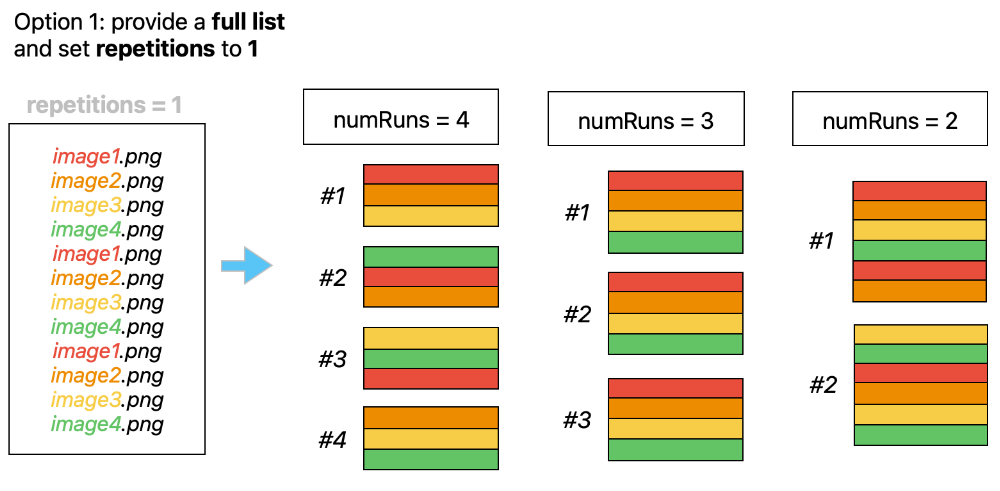 Option 1: provide a full list
and set repetitions to 1
repetitions = 1
image1.png
image2.png
image3.png
image4.png
image1.png
image2.png
image3.png
image4.png
image1.png
image2.png
image3.png
image4.png
numRuns = 4
#1
#2
#3
#4
numRuns = 3
#1
#2
#3
numRuns = 2
#1
#2